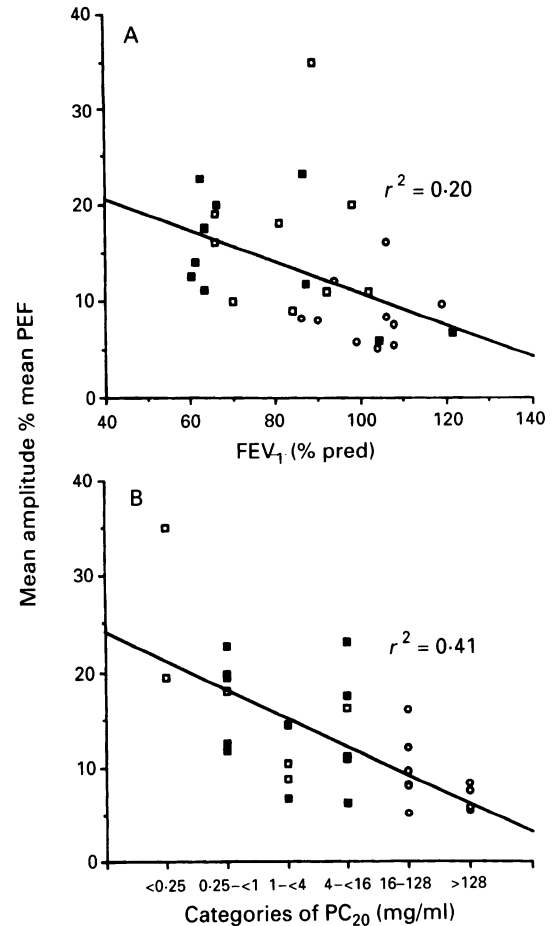 Mean amplitude % mean PEF
A
40
30
20
10
0
r² = 0·20
40 60 80 100 120 140
FEV₁ (% pred)
B
40
30
20
10
0
r² = 0·41
<0·25 0·25–<1 1–<4 4–<16 16–128 >128
Categories of PC₂₀ (mg/ml)